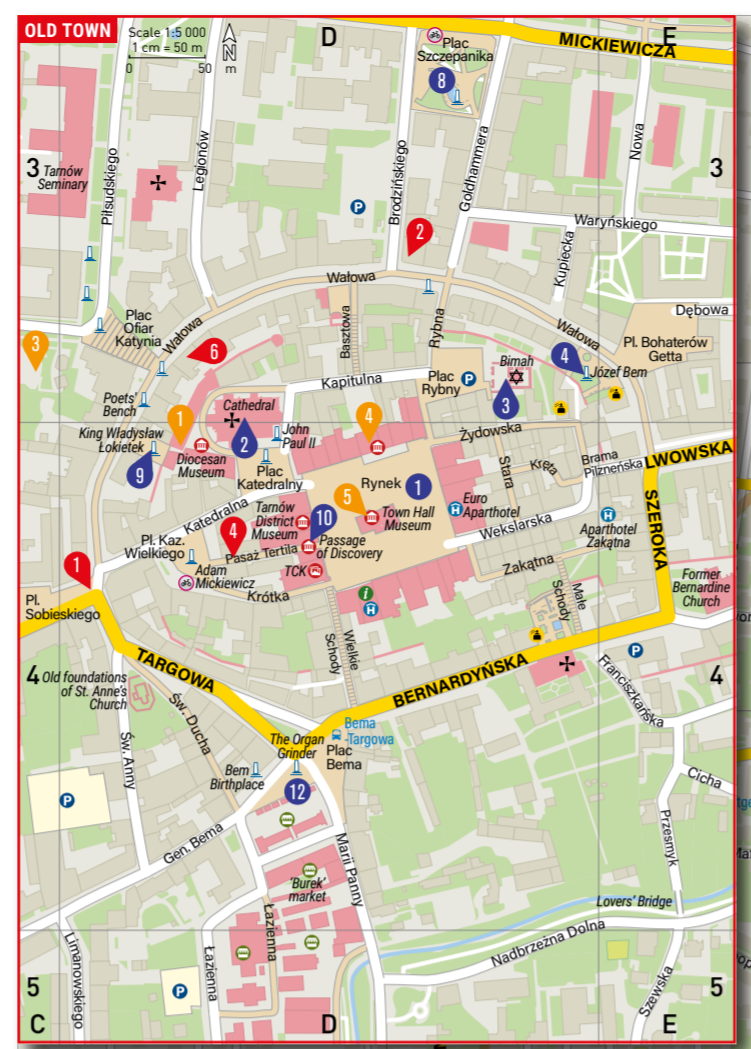 OLD TOWN
Scale 1:5 000
1 cm = 50 m
0
50
m
N
D
E
MICKIEWICZA
Plac
Szczepanika
8
3
Tarnów
Seminary
Piłsudskiego
Legionów
Brodzińskiego
Goldhammera
Nowa
3
P
2
Waryńskiego
Kupiecka
Wałowa
Dębowa
Plac
Ofiar
Katynia
Wałowa
Basztowa
Rybna
Wałowa
Pl. Bohaterów
Getta
3
6
Kapitulna
Plac
Rybny
P
Bimah
4
Józef Bem
Poets'
Bench
1
Cathedral
4
3
King Władysław
Łokietek
John
Paul II
Żydowska
9
Diocesan
Museum
2
Plac
Katedralny
Rynek
1
Stara
Kręta
Brama
Pilzneńska
LWOWSKA
Katedralna
Tarnów
District
Museum
5
Town Hall
Museum
H
Euro
Aparthotel
Wekslarska
H
Aparthotel
Zakątna
SZEROKA
Pl. Kaz.
Wielkiego
4
10
Passage
of Discovery
Pasaż Tertila
Zakątna
1
Adam
Mickiewicz
TCK
Krótka
i
H
Małe
Schody
Former
Bernardine
Church
Pl.
Sobieskiego
Wielkie
Schody
P
4
Old foundations
of St. Anne's
Church
TARGOWA
BERNARDYŃSKA
Franciszkańska
4
Św. Ducha
Św. Anny
The Organ
Grinder
Bema
-Targowa
Plac
Bema
Bem
Birthplace
12
Cicha
P
Gen. Bema
Marii Panny
Przesmyk
'Burek'
market
Lovers' Bridge
Łazienna
Limanowskiego
Łazienna
Nadbrzeżna Dolna
Szewska
P
5
5
C
D
E